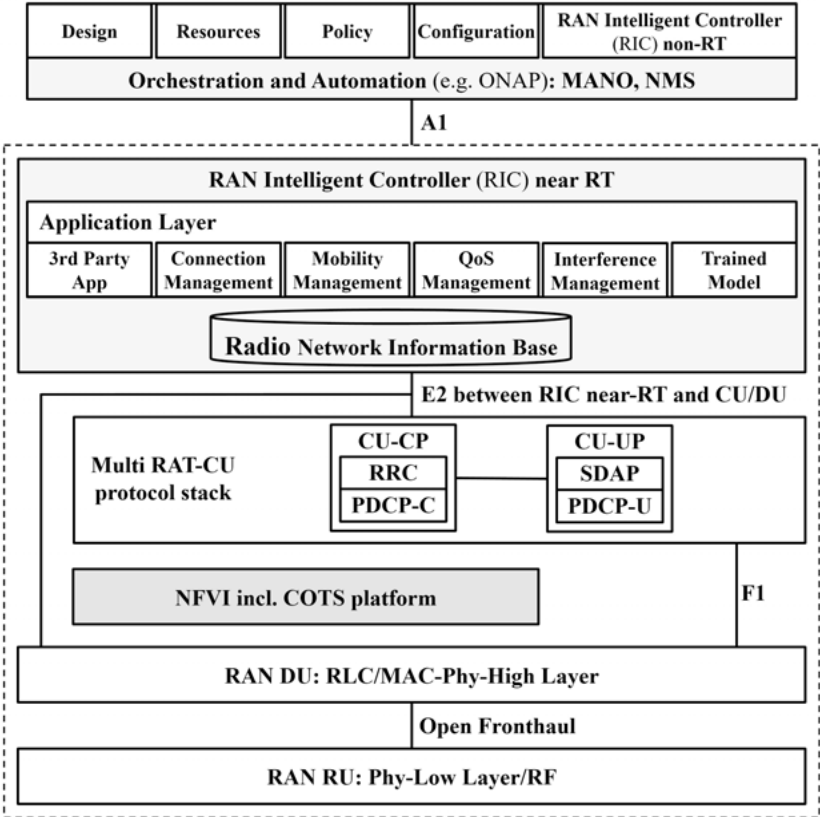 Design
Resources
Policy
Configuration
RAN Intelligent Controller
(RIC) non-RT
Orchestration and Automation (e.g. ONAP): MANO, NMS
A1
RAN Intelligent Controller (RIC) near RT
Application Layer
3rd Party
App
Connection
Management
Mobility
Management
QoS
Management
Interference
Management
Trained
Model
Radio Network Information Base
E2 between RIC near-RT and CU/DU
Multi RAT-CU
protocol stack
CU-CP
RRC
PDCP-C
CU-UP
SDAP
PDCP-U
NFVI incl. COTS platform
F1
RAN DU: RLC/MAC-Phy-High Layer
Open Fronthaul
RAN RU: Phy-Low Layer/RF